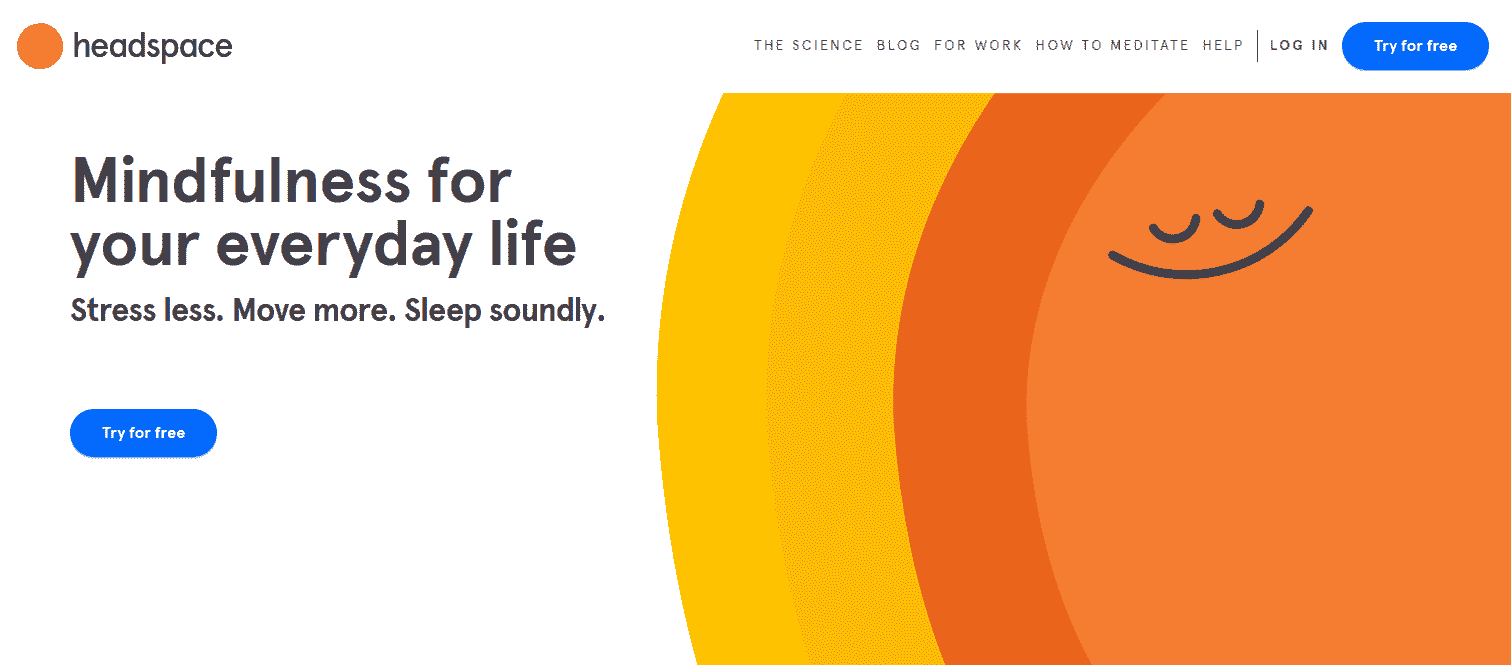 headspace
THE SCIENCE BLOG FOR WORK HOW TO MEDITATE HELP LOG IN Try for free
Mindfulness for
your everyday life
Stress less. Move more. Sleep soundly.
Try for free